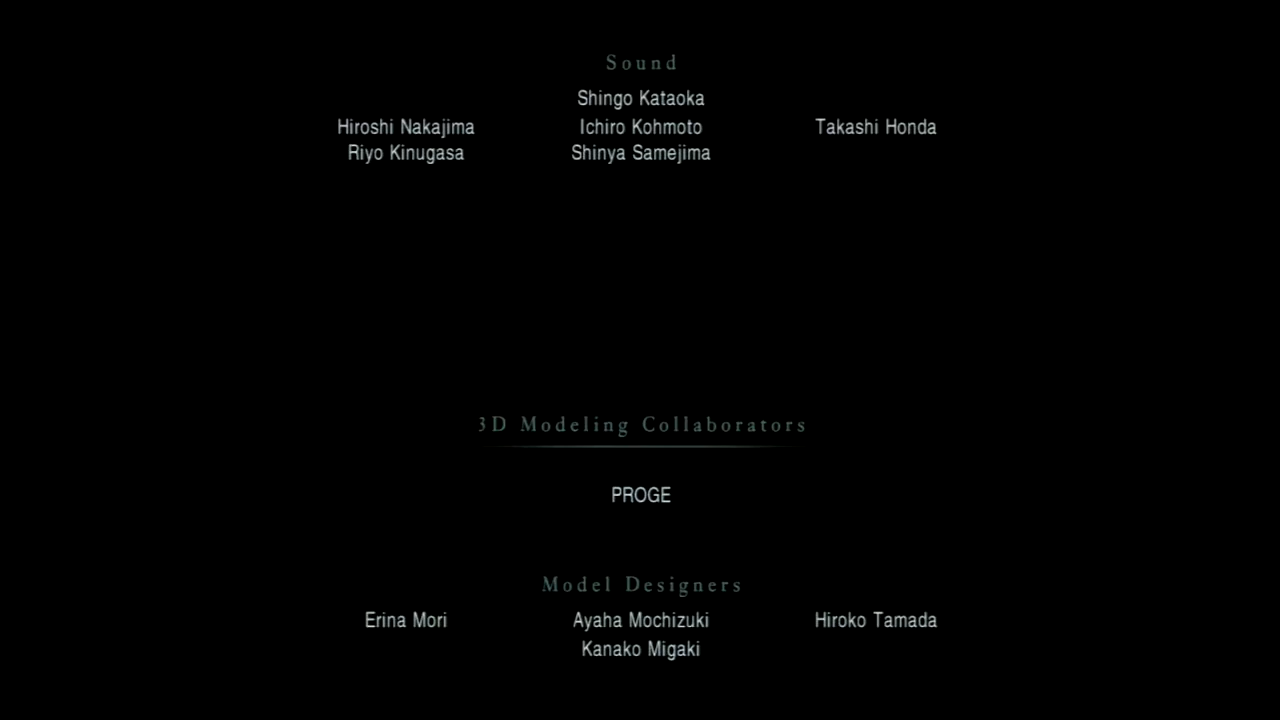 Sound
Shingo Kataoka
Hiroshi Nakajima Ichiro Kohmoto Takashi Honda
Riyo Kinugasa Shinya Samejima
3D Modeling Collaborators
PROGE
Model Designers
Erina Mori Ayaha Mochizuki Hiroko Tamada
Kanako Migaki